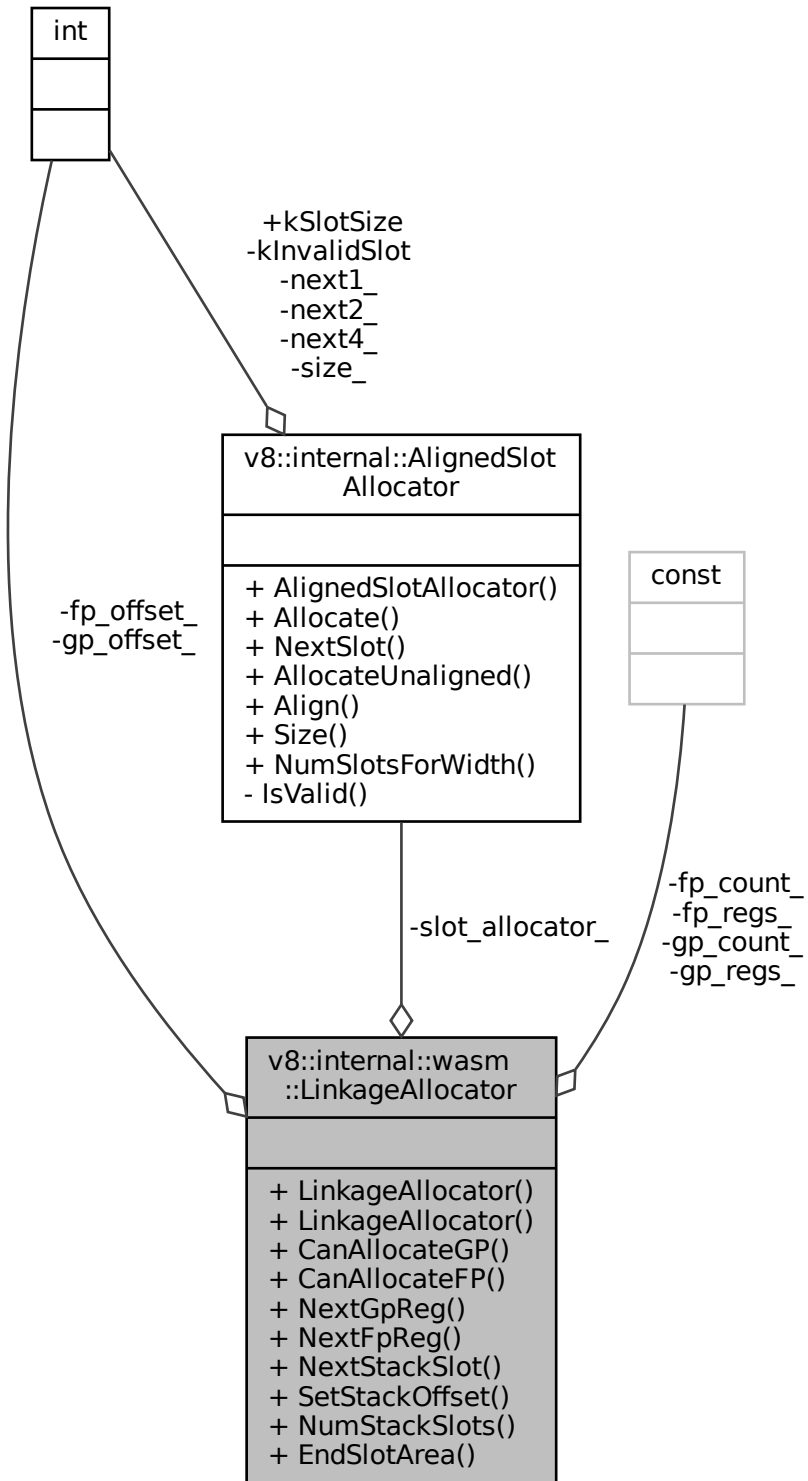 int
+kSlotSize
-kInvalidSlot
-next1_
-next2_
-next4_
-size_
v8::internal::AlignedSlot
Allocator
+ AlignedSlotAllocator()
+ Allocate()
+ NextSlot()
+ AllocateUnaligned()
+ Align()
+ Size()
+ NumSlotsForWidth()
- IsValid()
const
-fp_offset_
-gp_offset_
-slot_allocator_
-fp_count_
-fp_regs_
-gp_count_
-gp_regs_
v8::internal::wasm
::LinkageAllocator
+ LinkageAllocator()
+ LinkageAllocator()
+ CanAllocateGP()
+ CanAllocateFP()
+ NextGpReg()
+ NextFpReg()
+ NextStackSlot()
+ SetStackOffset()
+ NumStackSlots()
+ EndSlotArea()